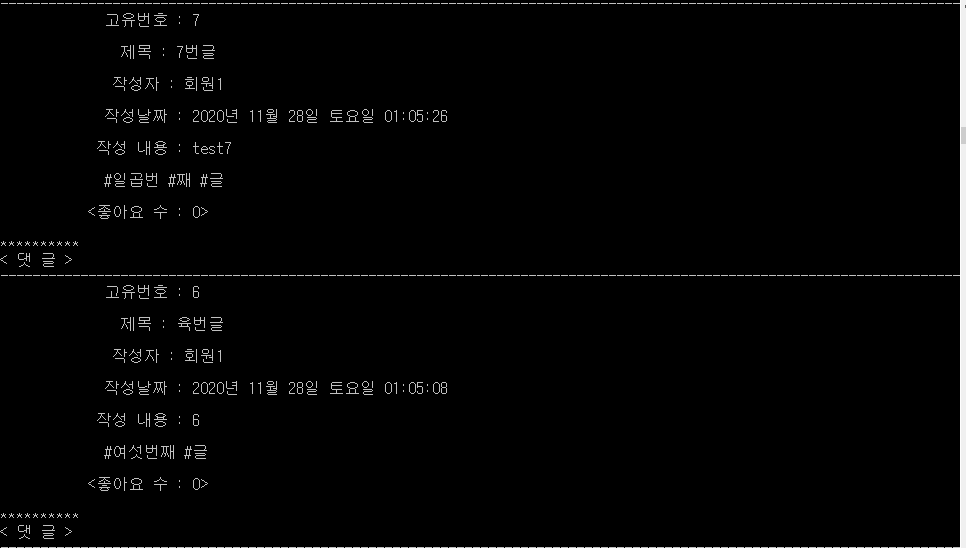 고유번호 : 7
제목 : 7번글
작성자 : 회원1
작성날짜 : 2020년 11월 28일 토요일 01:05:26
작성 내용 : test7
#일곱번 #째 #글
<좋아요 수 : 0>
**********
< 댓 글 >
고유번호 : 6
제목 : 육번글
작성자 : 회원1
작성날짜 : 2020년 11월 28일 토요일 01:05:08
작성 내용 : 6
#여섯번째 #글
<좋아요 수 : 0>
**********
< 댓 글 >